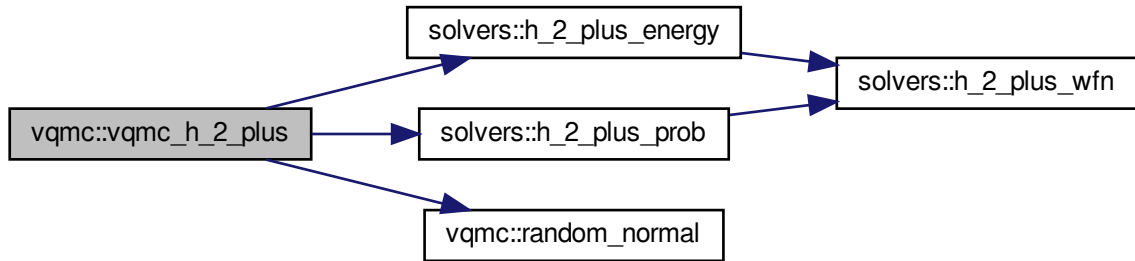 solvers::h_2_plus_energy
solvers::h_2_plus_wfn
vqmc::vqmc_h_2_plus
solvers::h_2_plus_prob
vqmc::random_normal